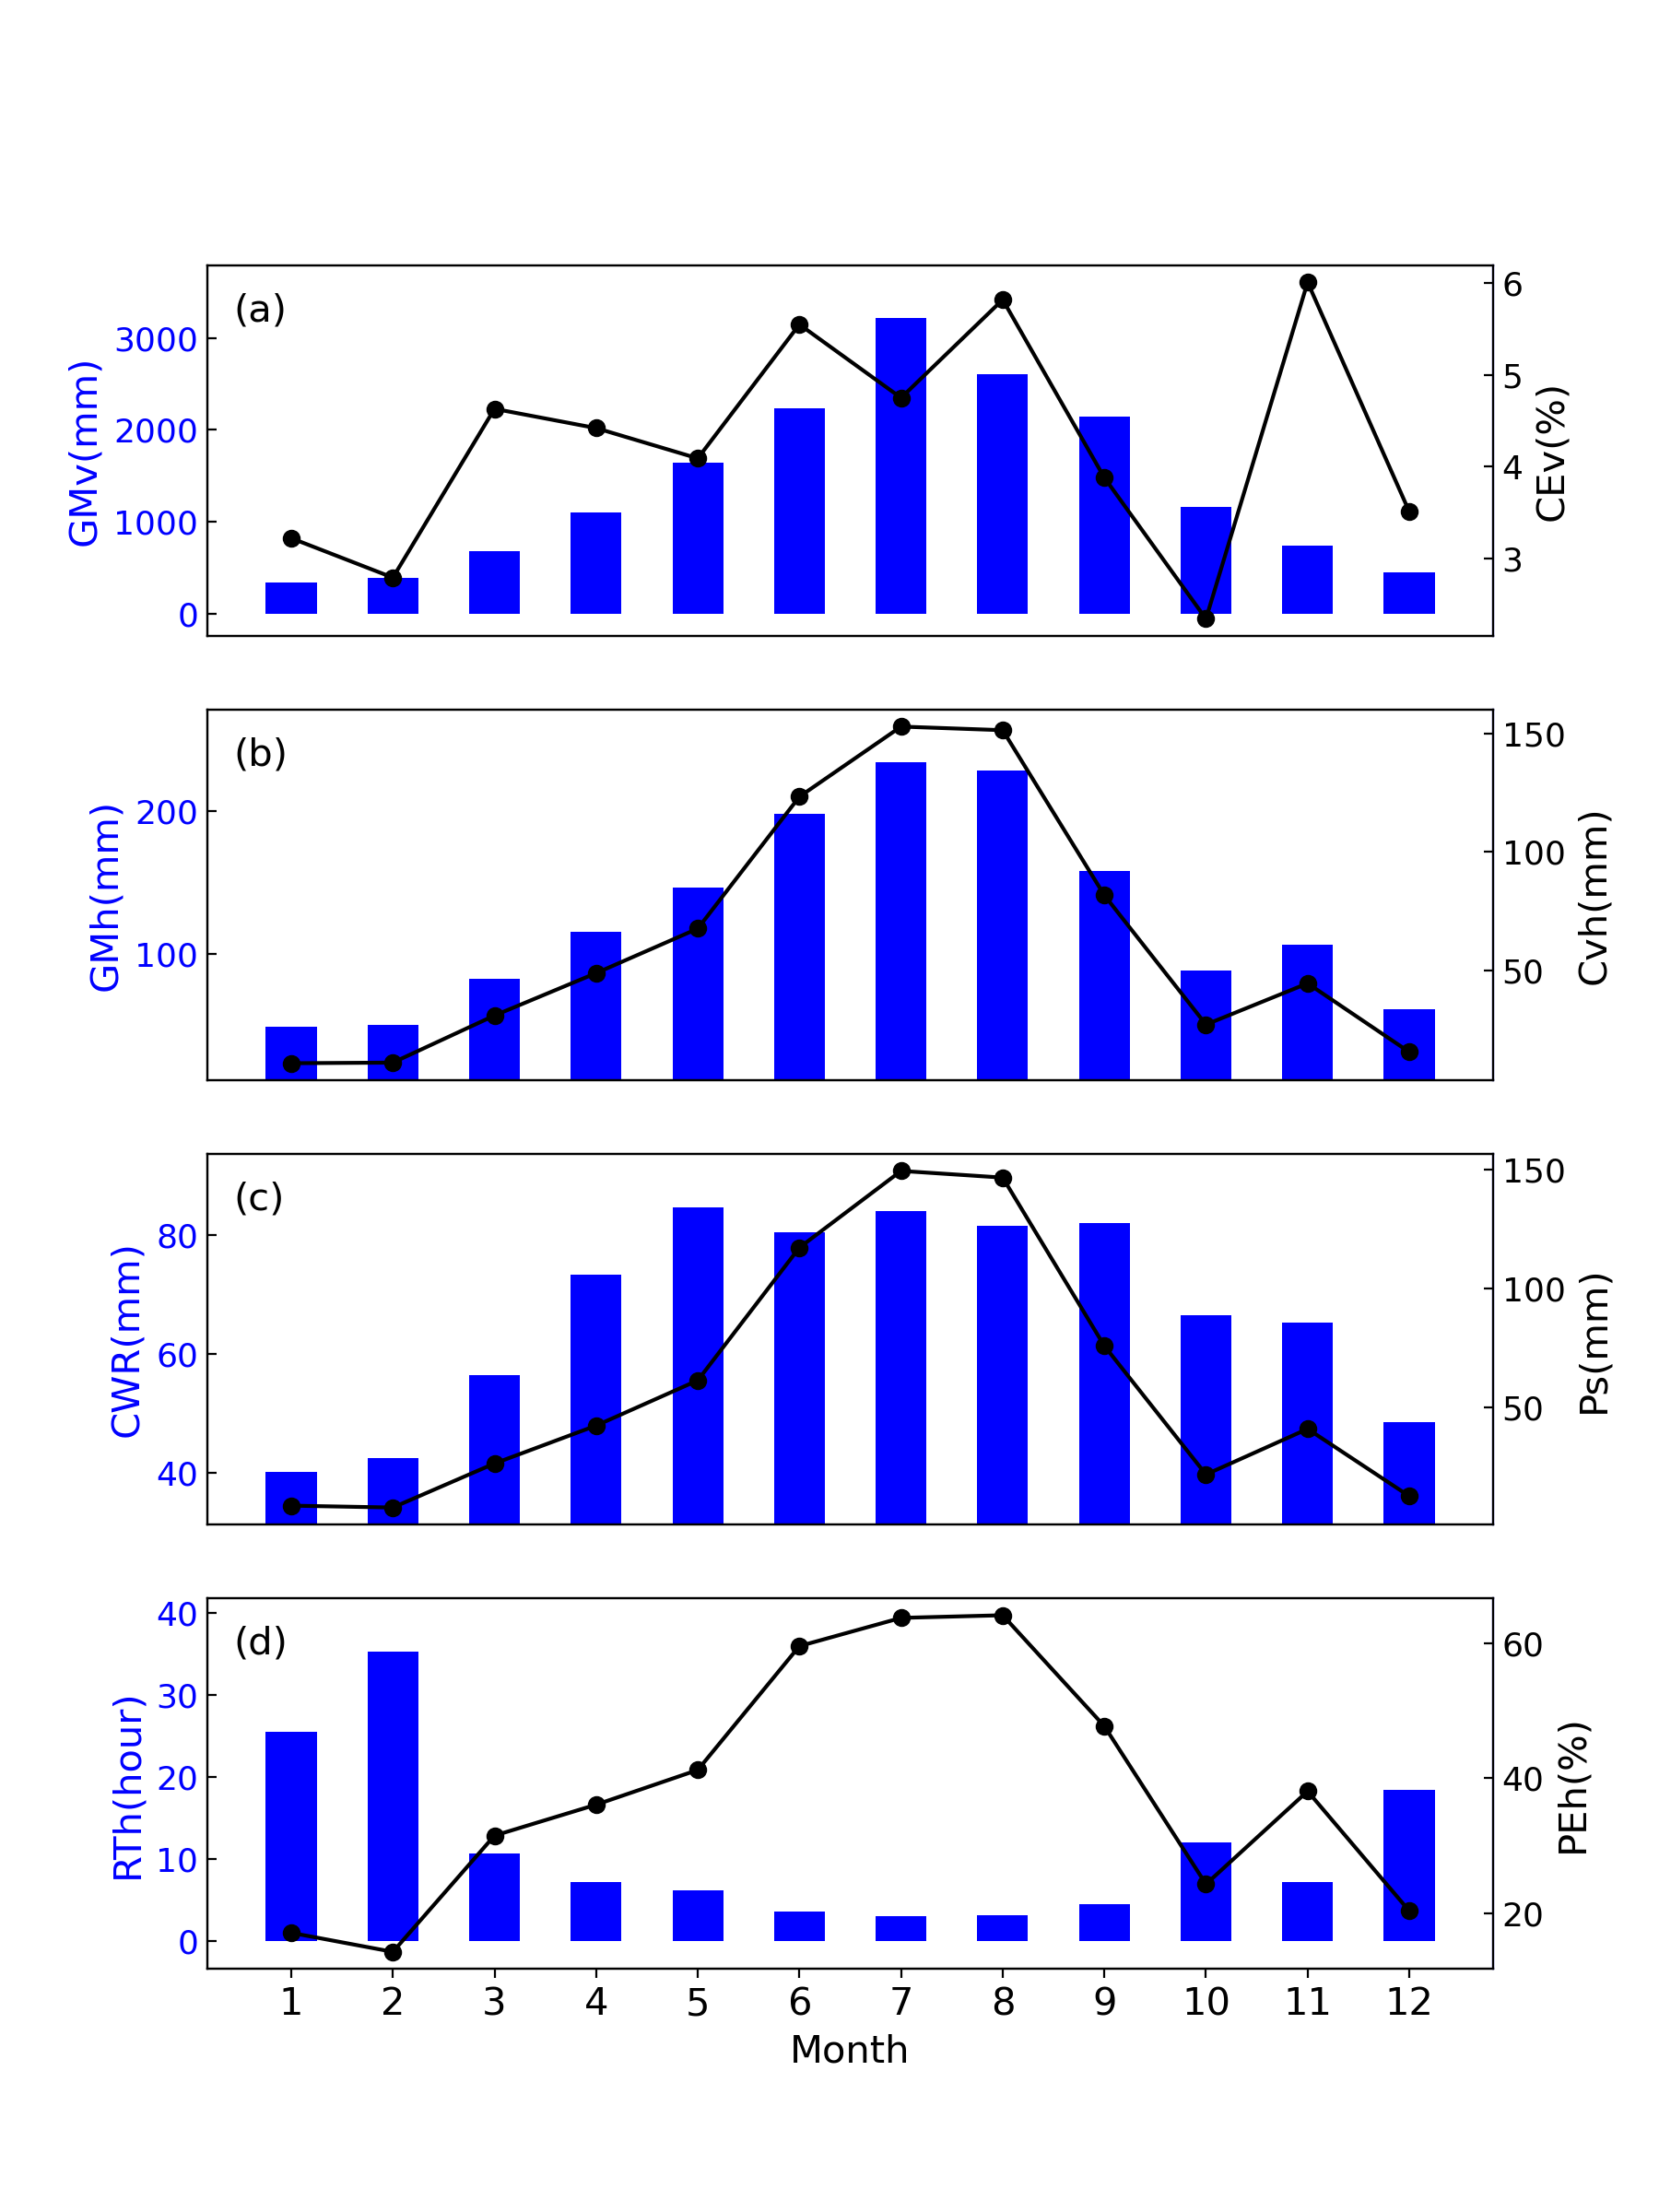 (a)
GMv(mm)
3000
2000
1000
0
6
5
4
3
CEv(%)
(b)
GMh(mm)
200
100
150
100
50
Cvh(mm)
(c)
CWR(mm)
80
60
40
150
100
50
Ps(mm)
(d)
RTh(hour)
40
30
20
10
0
60
40
20
PEh(%)
1 2 3 4 5 6 7 8 9 10 11 12
Month